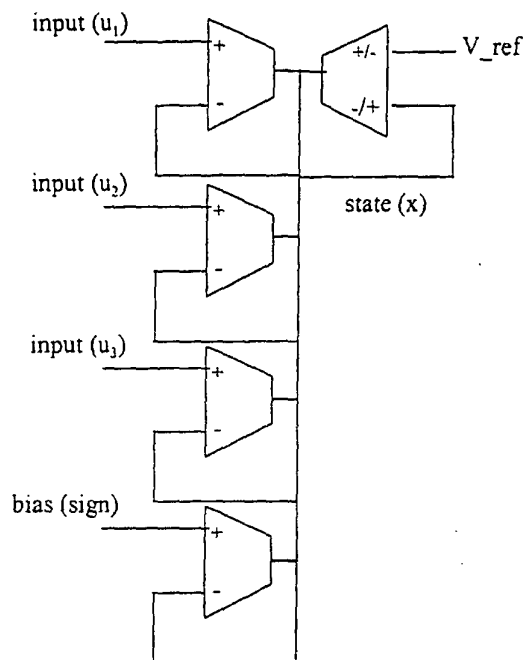 input (u₁)
+
-
+/-
-/+
V_ref
input (u₂)
+
-
state (x)
input (u₃)
+
-
bias (sign)
+
-